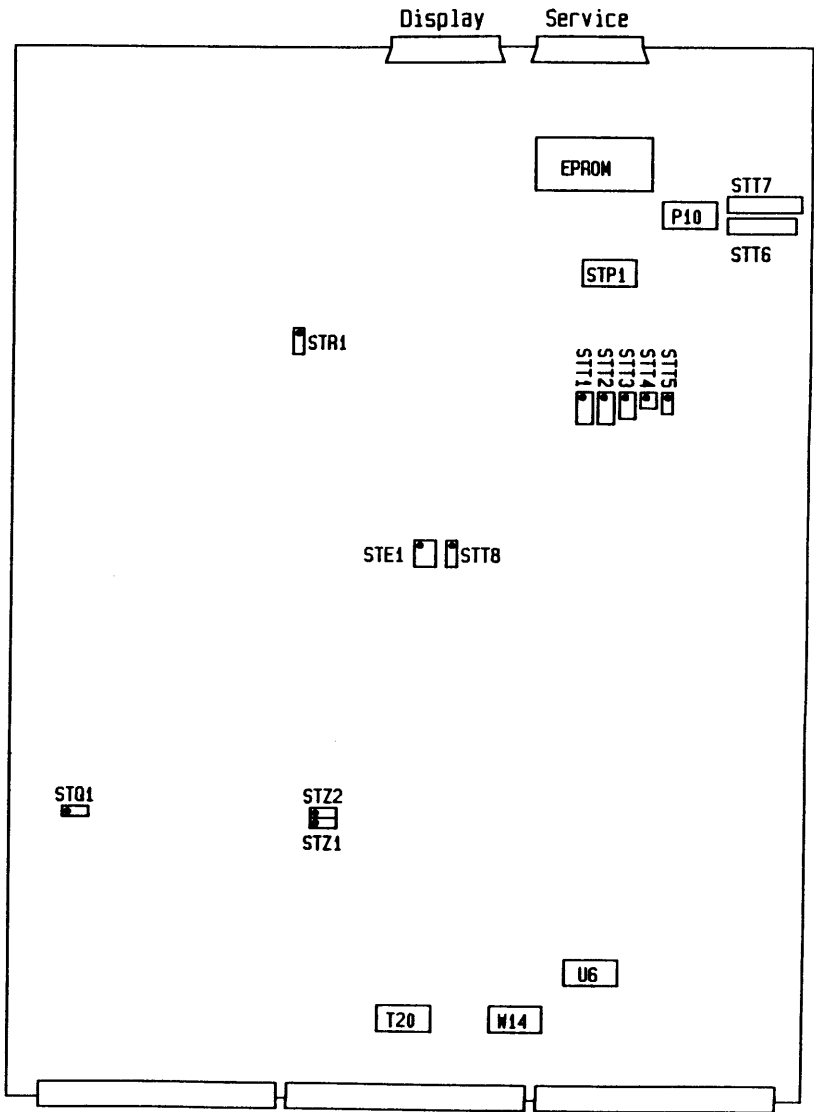 Display Service
EPROM
STT7
P10
STT6
STP1
STR1
STT1 STT2 STT3 STT4 STT5
STE1 STT8
STQ1
STZ2
STZ1
U6
T20
W14